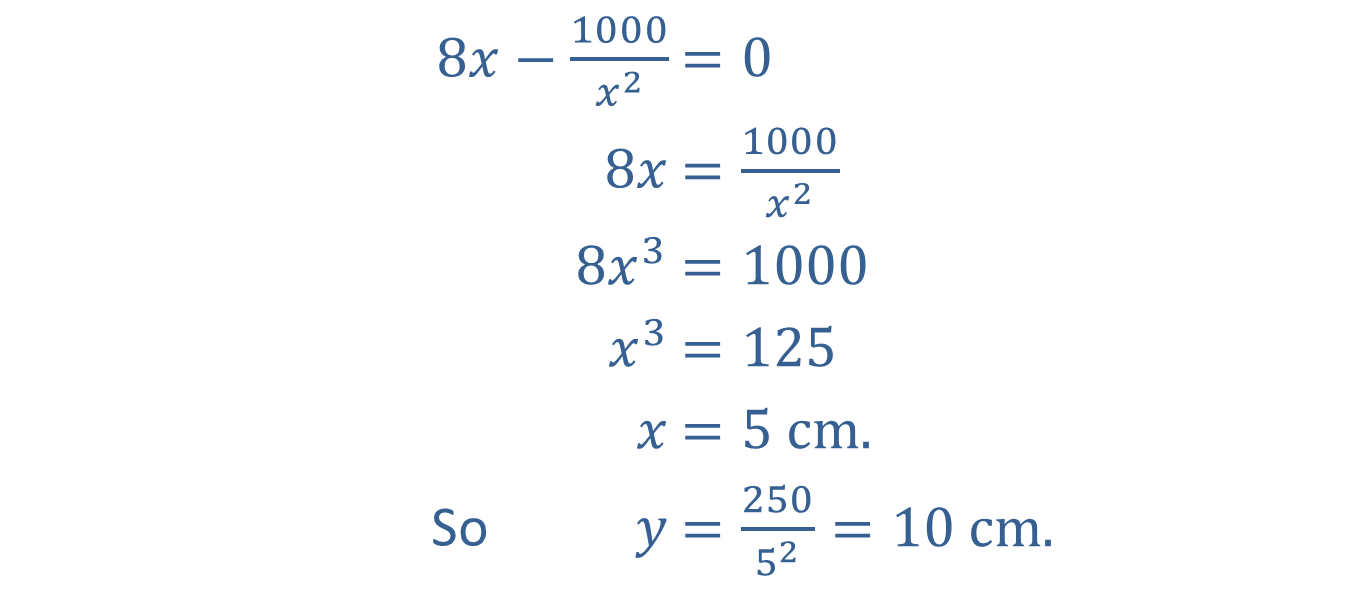 8x − 1000/x² = 0
8x = 1000/x²
8x³ = 1000
x³ = 125
x = 5 cm.
So y = 250/5² = 10 cm.